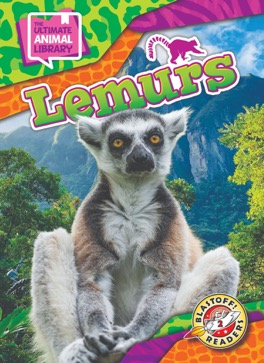 THE
ULTIMATE
ANIMAL
LIBRARY
Lemurs
BLASTOFF!
2
READERS